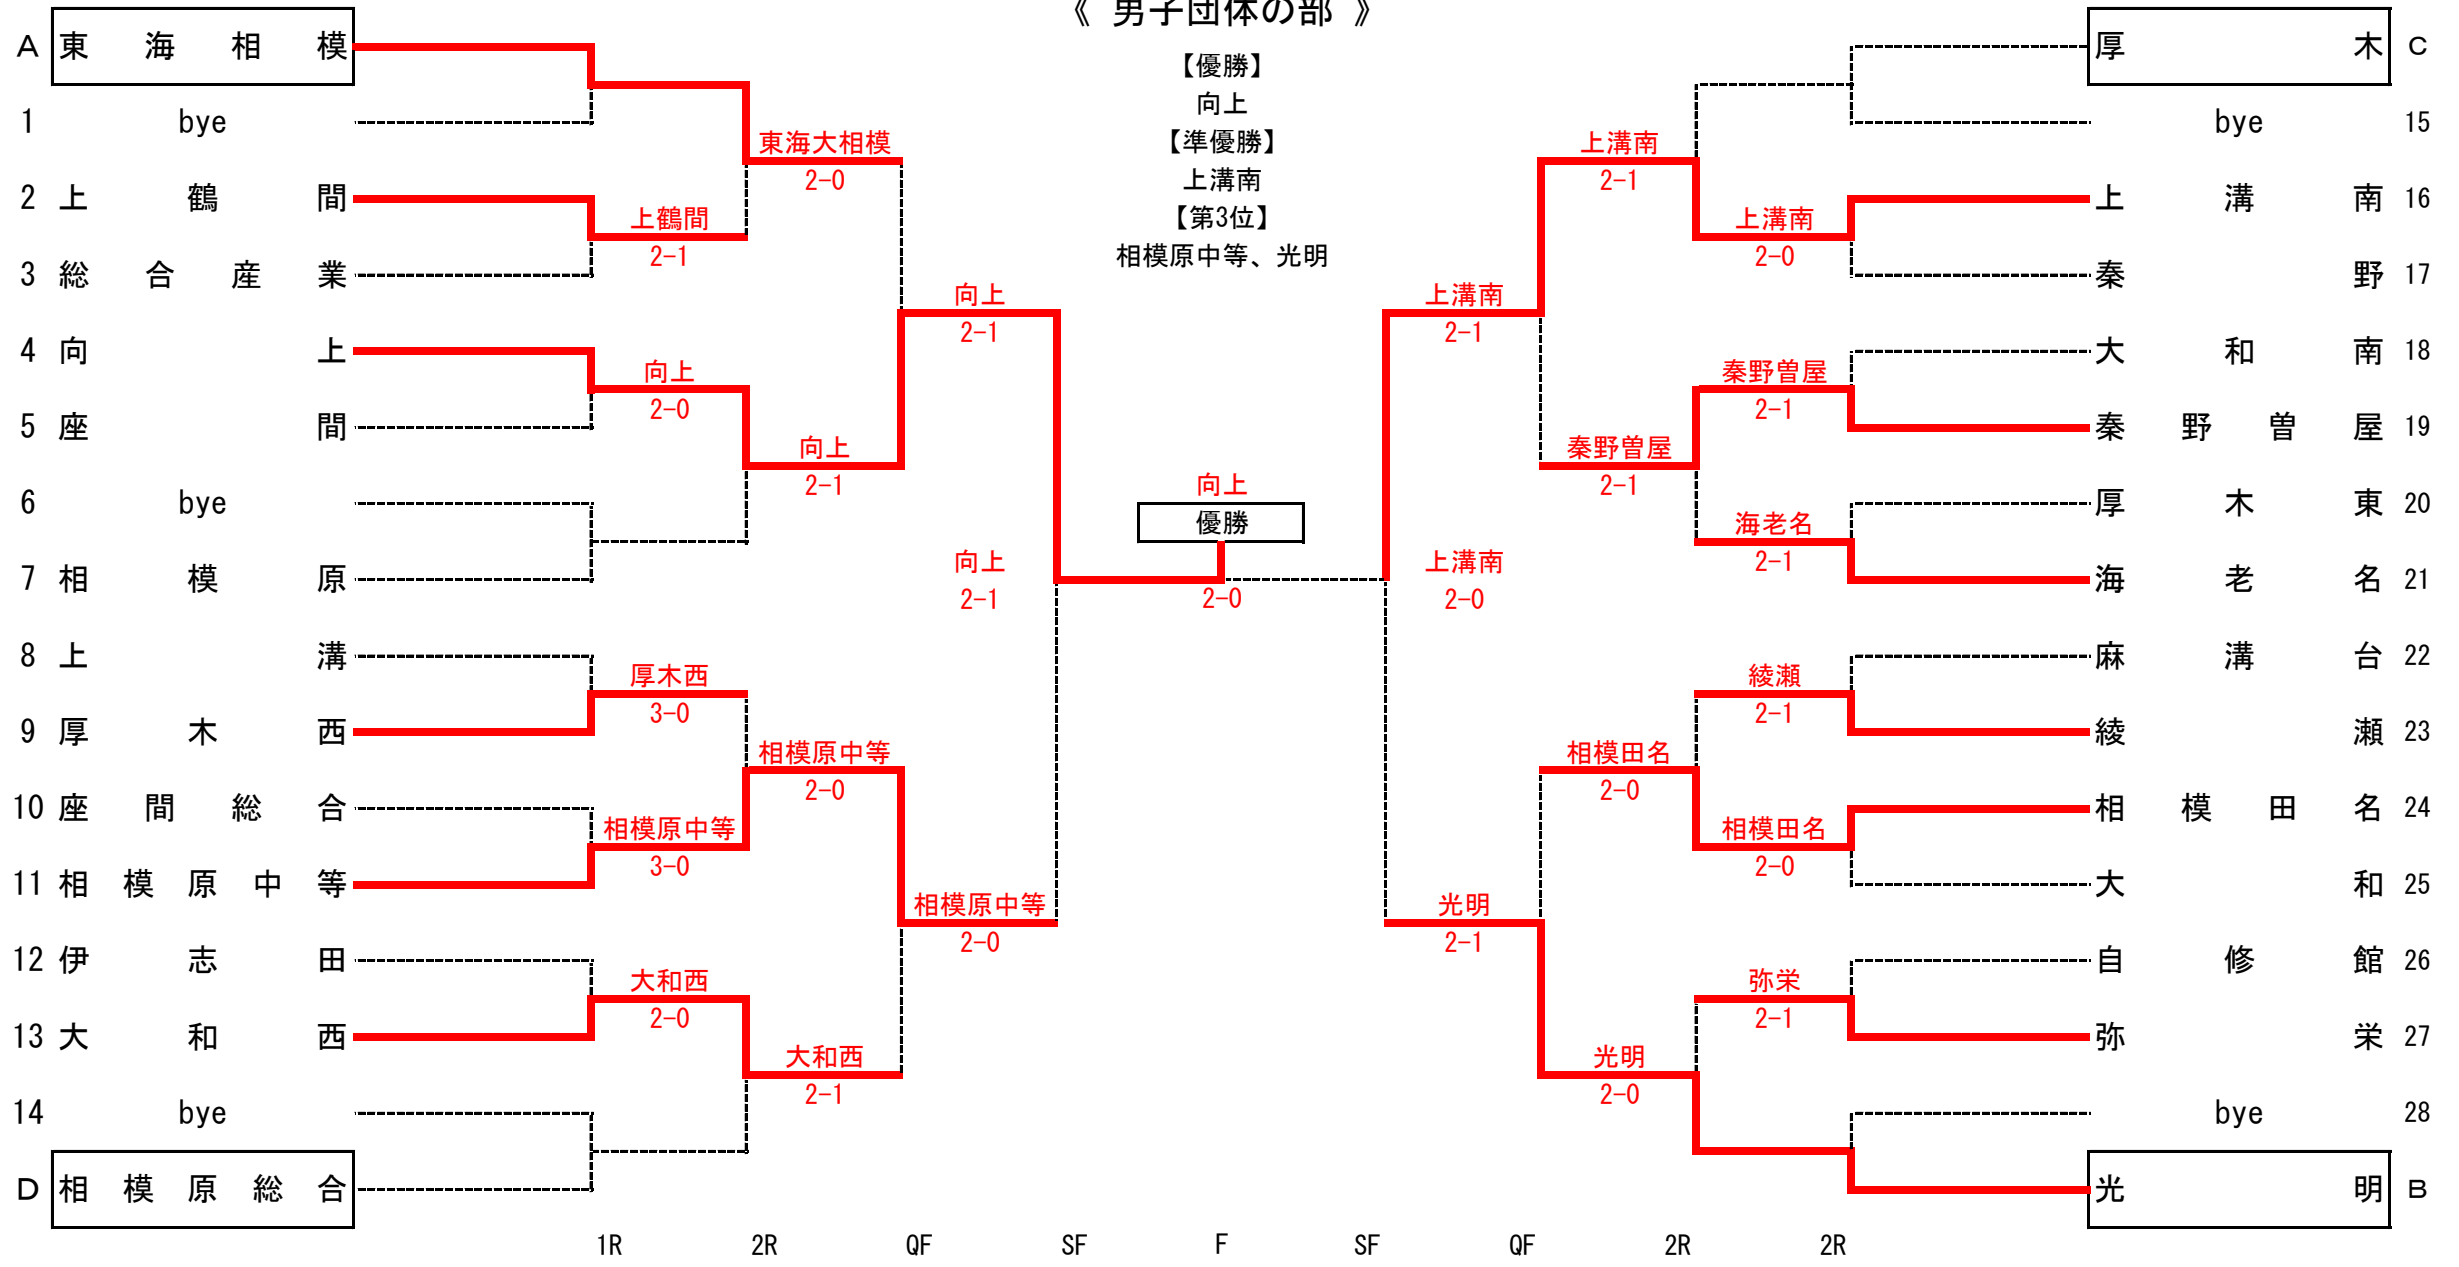 《 男子団体の部 》
【優勝】
向上
【準優勝】
上溝南
【第3位】
相模原中等、光明
A 東海相模
1 bye
2 上鶴間
3 総合産業
4 向上
5 座間
6 bye
7 相模原
8 上溝
9 厚木西
10 座間総合
11 相模原中等
12 伊志田
13 大和西
14 bye
D 相模原総合
上鶴間
2-1
向上
2-0
厚木西
3-0
相模原中等
3-0
大和西
2-0
東海大相模
2-0
向上
2-1
相模原中等
2-0
大和西
2-1
向上
2-1
相模原中等
2-0
向上
2-1
向上
優勝
2-0
上溝南
2-0
上溝南
2-1
光明
2-1
上溝南
2-1
秦野曽屋
2-1
相模田名
2-0
光明
2-0
上溝南
2-0
秦野曽屋
2-1
海老名
2-1
綾瀬
2-1
相模田名
2-0
弥栄
2-1
厚木 C
bye 15
上溝南 16
秦野 17
大和南 18
秦野曽屋 19
厚木東 20
海老名 21
麻溝台 22
綾瀬 23
相模田名 24
大和 25
自修館 26
弥栄 27
bye 28
光明 B
1R 2R QF SF F SF QF 2R 2R